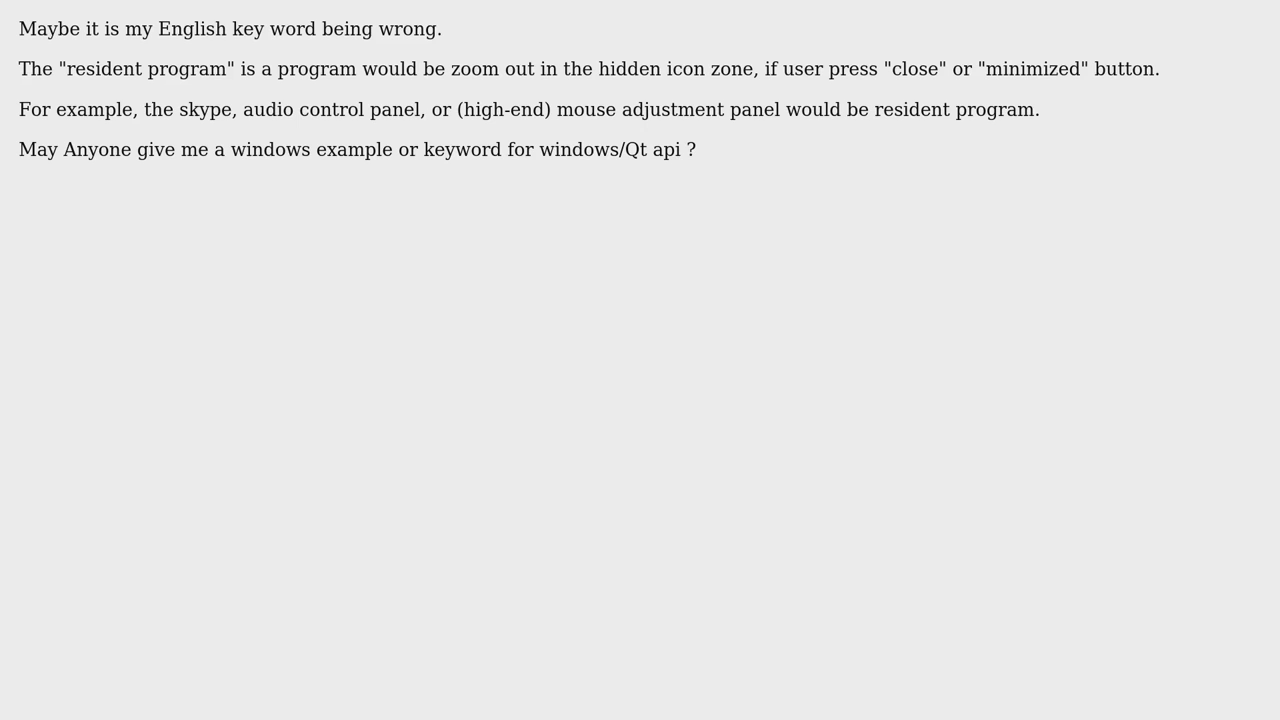 Maybe it is my English key word being wrong.
The "resident program" is a program would be zoom out in the hidden icon zone, if user press "close" or "minimized" button.
For example, the skype, audio control panel, or (high-end) mouse adjustment panel would be resident program.
May Anyone give me a windows example or keyword for windows/Qt api ?